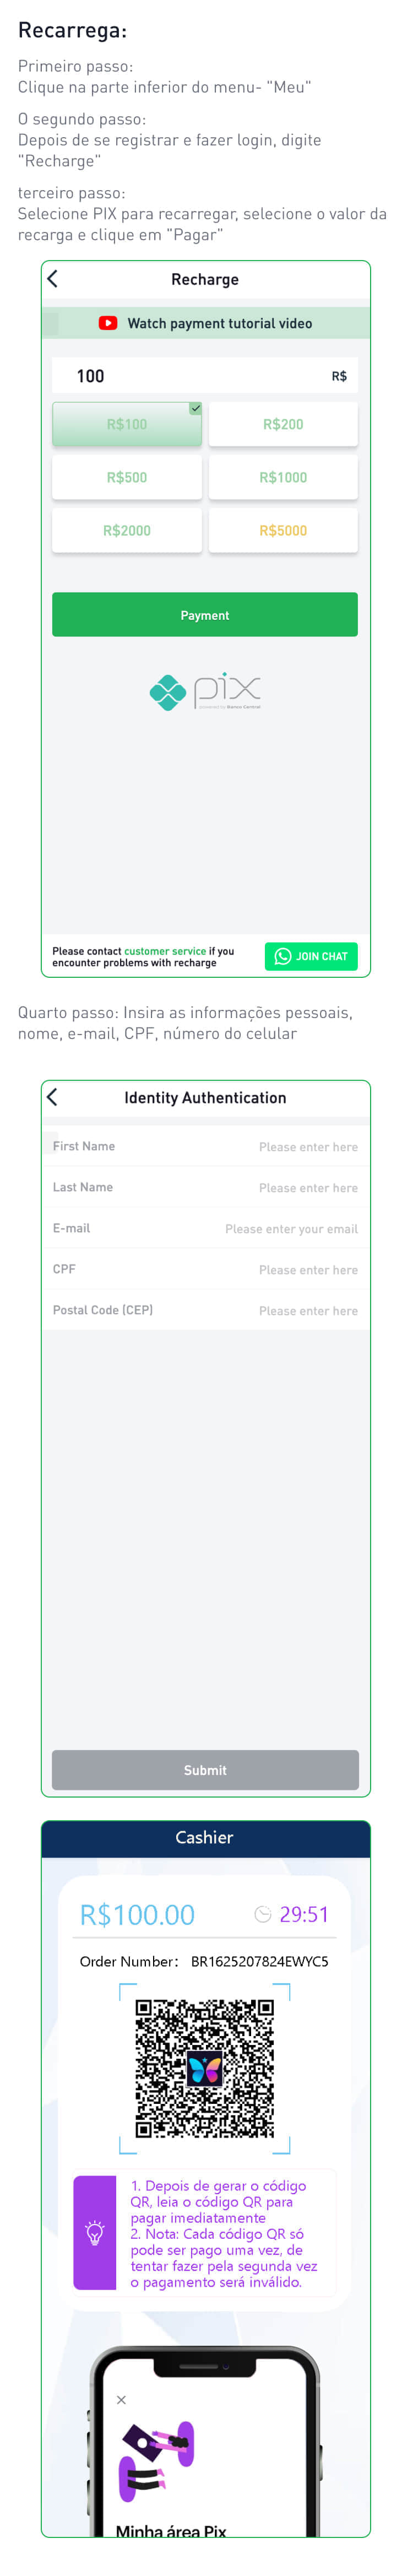 Recarrega:
Primeiro passo:
Clique na parte inferior do menu- "Meu"
O segundo passo:
Depois de se registrar e fazer login, digite
"Recharge"
terceiro passo:
Selecione PIX para recarregar, selecione o valor da
recarga e clique em "Pagar"
Recharge
Watch payment tutorial video
100 R$
R$100 R$200
R$500 R$1000
R$2000 R$5000
Payment
pix
powered by Banco Central
Please contact customer service if you
encounter problems with recharge
JOIN CHAT
Quarto passo: Insira as informações pessoais,
nome, e-mail, CPF, número do celular
Identity Authentication
First Name Please enter here
Last Name Please enter here
E-mail Please enter your email
CPF Please enter here
Postal Code (CEP) Please enter here
Submit
Cashier
R$100.00 29:51
Order Number: BR1625207824EWYC5
1. Depois de gerar o código
QR, leia o código QR para
pagar imediatamente
2. Nota: Cada código QR só
pode ser pago uma vez, de
tentar fazer pela segunda vez
o pagamento será inválido.
Minha área Pix